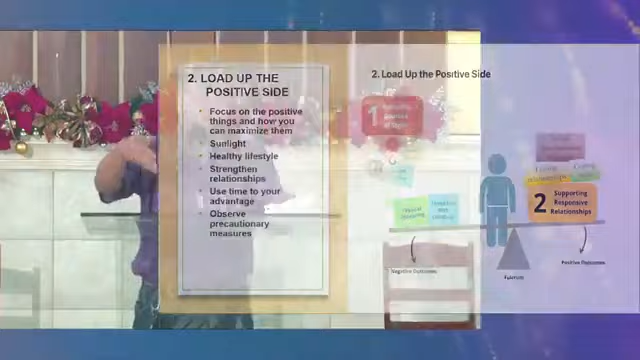 2. LOAD UP THE
POSITIVE SIDE
• Focus on the positive
things and how you
can maximize them
• Sunlight
• Healthy lifestyle
• Strengthen
relationships
• Use time to your
advantage
• Observe
precautionary
measures
2. Load Up the Positive Side
1
2
Supporting
Responsive
Relationships
Negative Outcomes
Positive Outcomes
Fulcrum